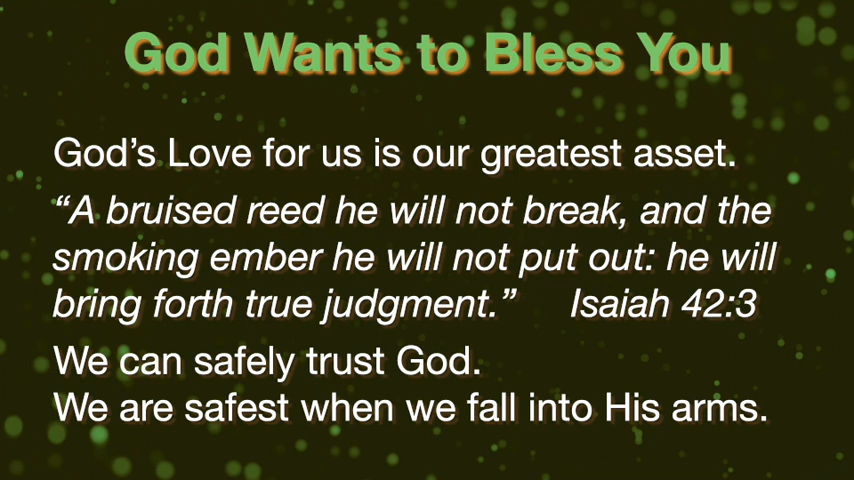 God Wants to Bless You
God’s Love for us is our greatest asset.
“A bruised reed he will not break, and the
smoking ember he will not put out: he will
bring forth true judgment.” Isaiah 42:3
We can safely trust God.
We are safest when we fall into His arms.